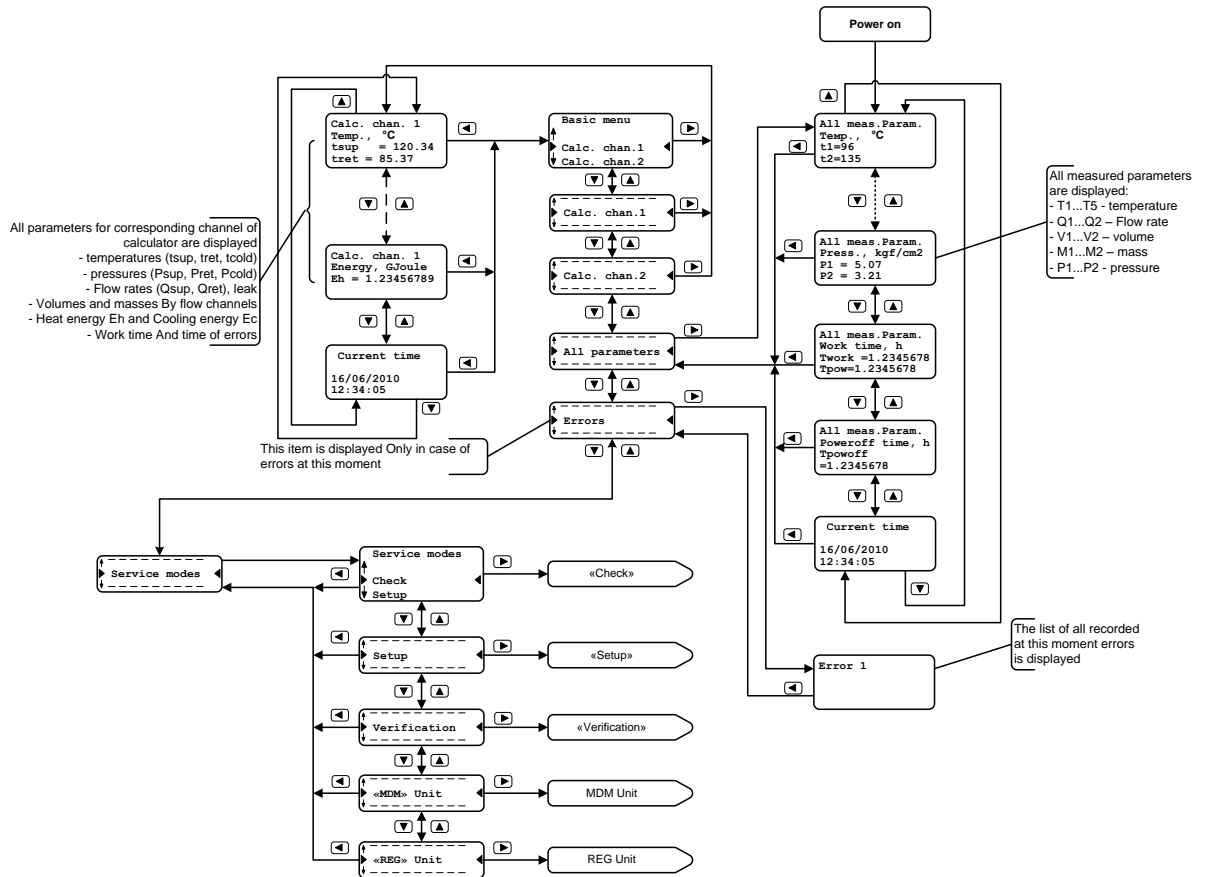 Power on
Calc. chan. 1
Temp., °C
tsup = 120.34
tret = 85.37
Calc. chan. 1
Energy, GJoule
Eh = 1.23456789
Current time
16/06/2010
12:34:05
All parameters for corresponding channel of
calculator are displayed
- temperatures (tsup, tret, tcold)
- pressures (Psup, Pret, Pcold)
- Flow rates (Qsup, Qret), leak
- Volumes and masses By flow channels
- Heat energy Eh and Cooling energy Ec
- Work time And time of errors
Basic menu
Calc. chan.1
Calc. chan.2
Calc. chan.1
Calc. chan.2
All parameters
Errors
This item is displayed Only in case of
errors at this moment
All meas.Param.
Temp., °C
t1=96
t2=135
All meas.Param.
Press., kgf/cm2
P1 = 5.07
P2 = 3.21
All meas.Param.
Work time, h
Twork =1.2345678
Tpow=1.2345678
All meas.Param.
Poweroff time, h
Tpowoff
=1.2345678
Current time
16/06/2010
12:34:05
All measured parameters
are displayed:
- T1...T5 - temperature
- Q1...Q2 – Flow rate
- V1...V2 – volume
- M1...M2 – mass
- P1...P2 - pressure
Error 1
The list of all recorded
at this moment errors
is displayed
Service modes
Service modes
Check
Setup
«Check»
Setup
«Setup»
Verification
«Verification»
«MDM» Unit
MDM Unit
«REG» Unit
REG Unit